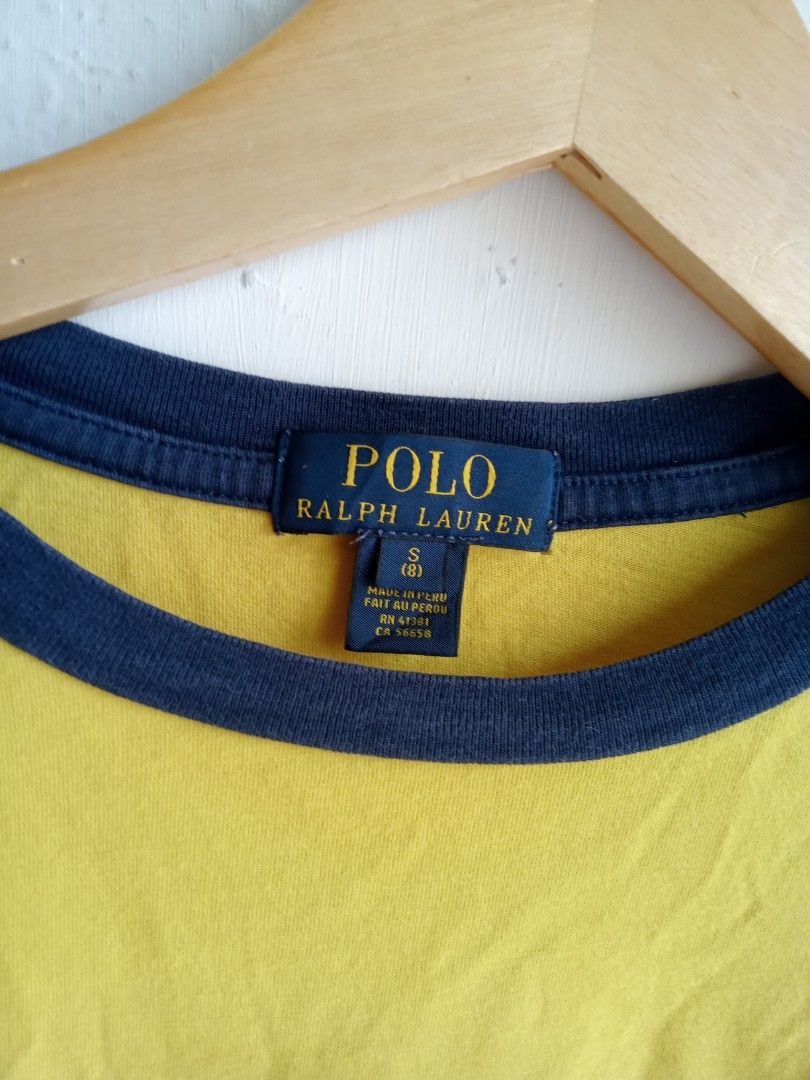 POLO
RALPH LAUREN
S
(8)
MADE IN PERU
FAIT AU PEROU
RN 41381
CA 56658